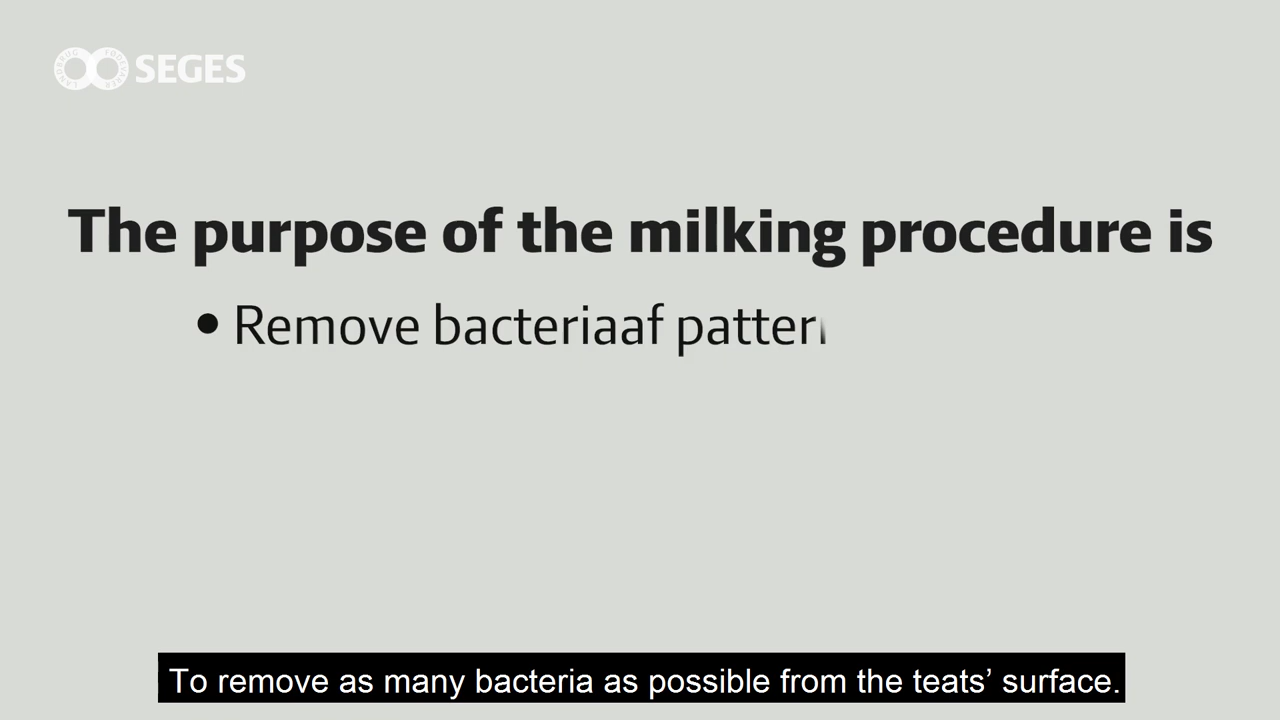 SEGES
The purpose of the milking procedure is
• Remove bacteriaaf patter
To remove as many bacteria as possible from the teats’ surface.